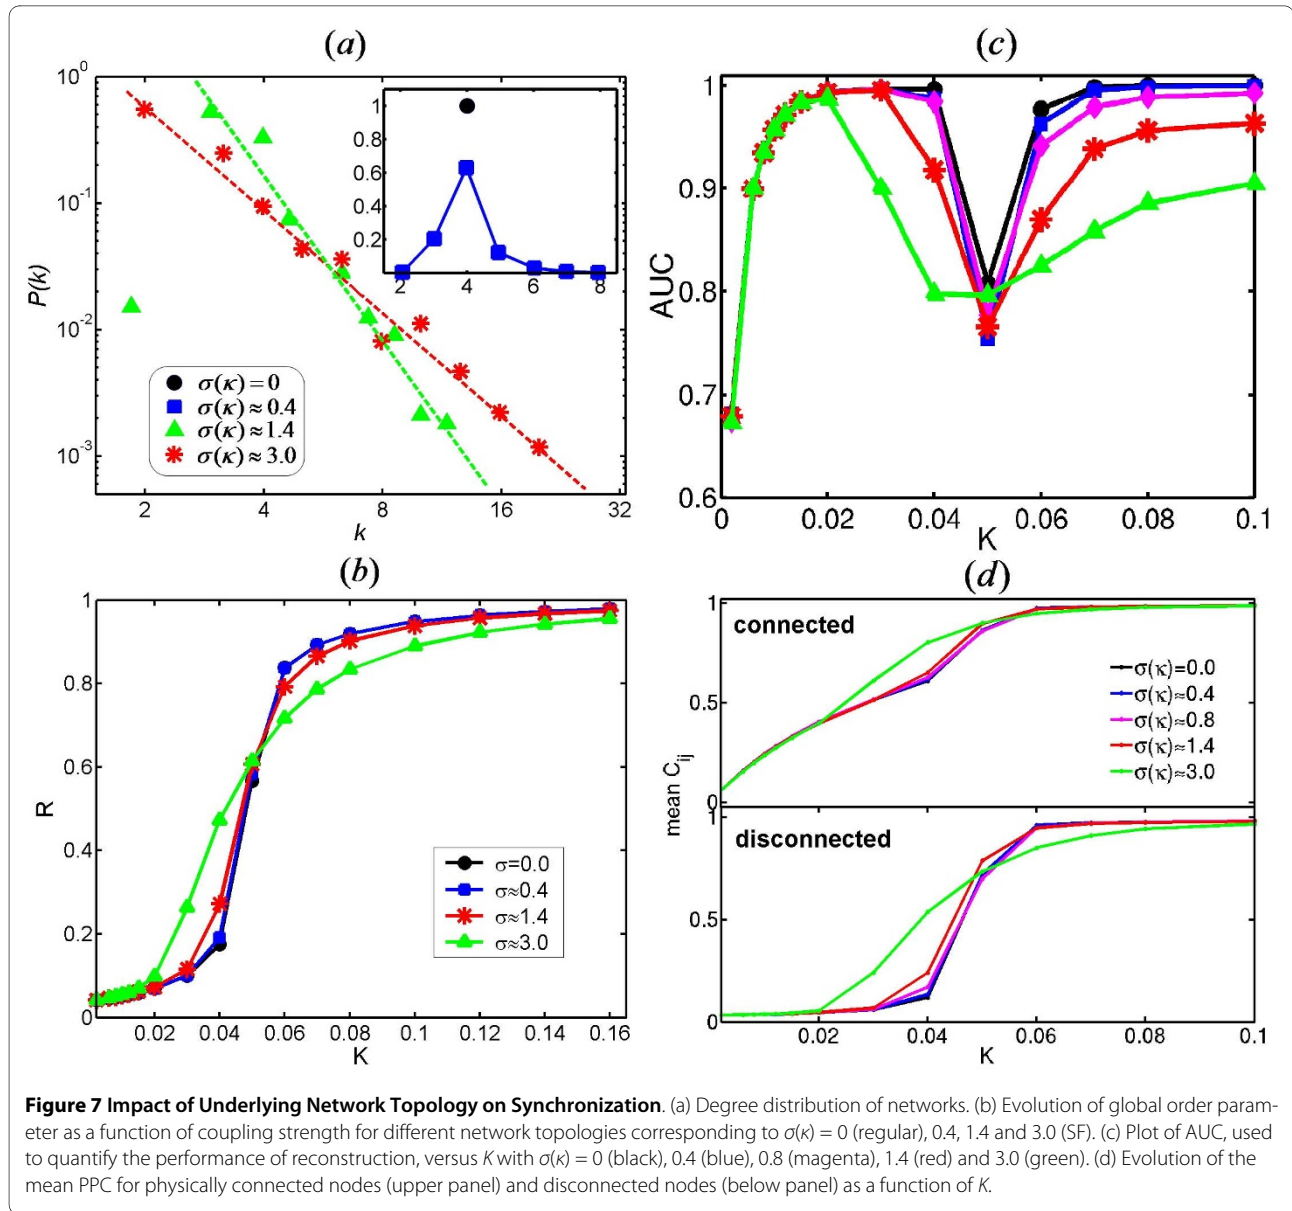 (a)
10⁰
10⁻¹
10⁻²
10⁻³
P(k)
2 4 8 16 32
k
1
0.8
0.6
0.4
0.2
2 4 6 8
σ(κ) = 0
σ(κ) ≈ 0.4
σ(κ) ≈ 1.4
σ(κ) ≈ 3.0
(c)
1
0.9
0.8
0.7
0.6
AUC
0 0.02 0.04 0.06 0.08 0.1
K
(b)
1
0.8
0.6
0.4
0.2
0
R
0.02 0.04 0.06 0.08 0.10 0.12 0.14 0.16
K
σ=0.0
σ≈0.4
σ≈1.4
σ≈3.0
(d)
1
0.5
0
connected
σ(κ)=0.0
σ(κ)≈0.4
σ(κ)≈0.8
σ(κ)≈1.4
σ(κ)≈3.0
mean Cij
1
0.5
0
disconnected
0.02 0.04 0.06 0.08 0.1
K
Figure 7 Impact of Underlying Network Topology on Synchronization. (a) Degree distribution of networks. (b) Evolution of global order param-
eter as a function of coupling strength for different network topologies corresponding to σ(κ) = 0 (regular), 0.4, 1.4 and 3.0 (SF). (c) Plot of AUC, used
to quantify the performance of reconstruction, versus K with σ(κ) = 0 (black), 0.4 (blue), 0.8 (magenta), 1.4 (red) and 3.0 (green). (d) Evolution of the
mean PPC for physically connected nodes (upper panel) and disconnected nodes (below panel) as a function of K.